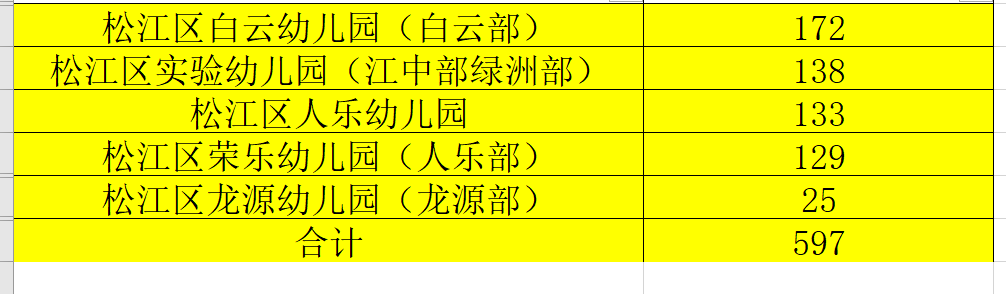 松江区白云幼儿园（白云部） 172
松江区实验幼儿园（江中部绿洲部） 138
松江区人乐幼儿园 133
松江区荣乐幼儿园（人乐部） 129
松江区龙源幼儿园（龙源部） 25
合计 597